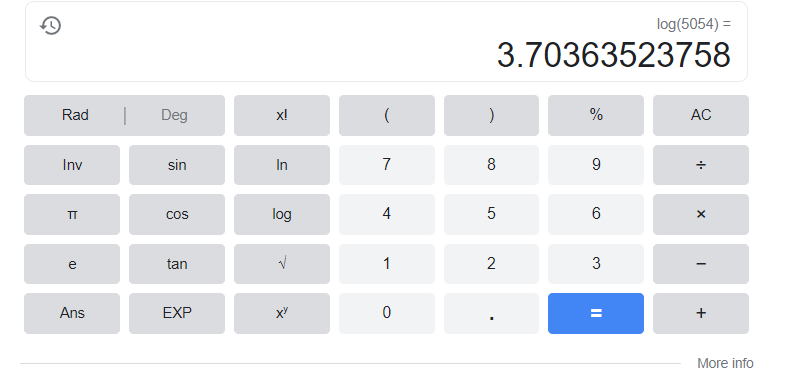 log(5054) =
3.70363523758
Rad | Deg x! ( ) % AC
Inv sin ln 7 8 9 ÷
π cos log 4 5 6 ×
e tan √ 1 2 3 −
Ans EXP xʸ 0 . = +
More info